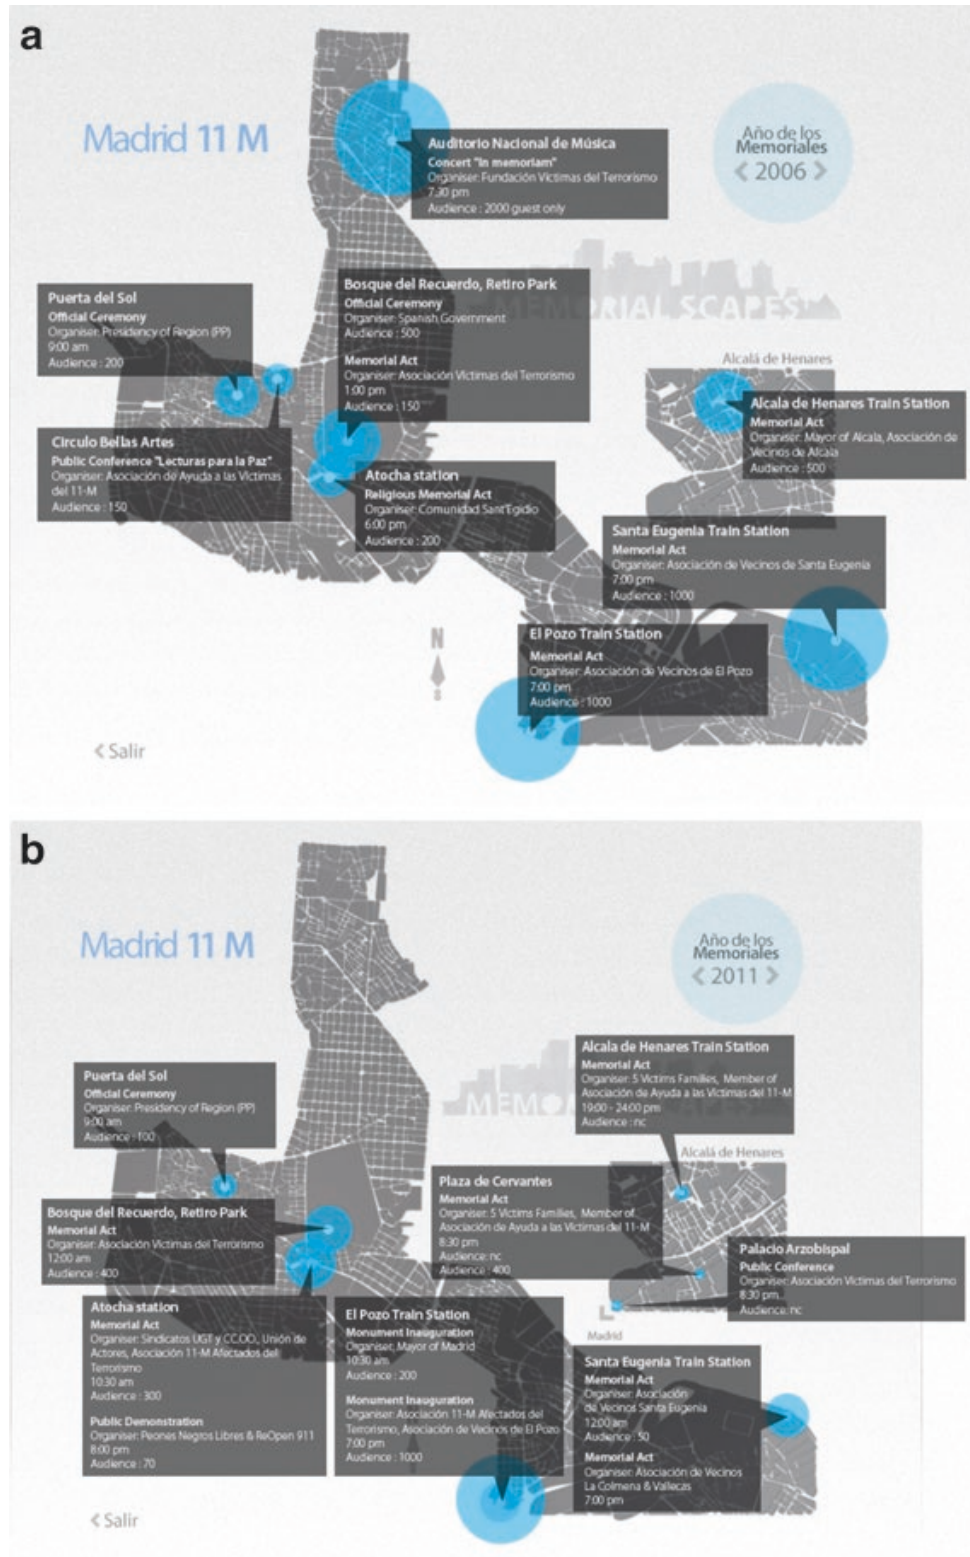 a
Madrid 11 M
Auditorio Nacional de Música
Concert "In memoriam"
Organiser: Fundación Víctimas del Terrorismo
7:30 pm
Audience : 2000 guest only
Año de los
Memoriales
< 2006 >
MEMORIAL SCAPES
Puerta del Sol
Official Ceremony
Organiser: Presidency of Region (PP)
9:00 am
Audience : 200
Bosque del Recuerdo, Retiro Park
Official Ceremony
Organiser: Spanish Government
Audience : 500
Memorial Act
Organiser: Asociación Víctimas del Terrorismo
1:00 pm
Audience : 150
Alcalá de Henares
Alcala de Henares Train Station
Memorial Act
Organiser: Mayor of Alcala, Asociación de
Vecinos de Alcala
Audience : 500
Circulo Bellas Artes
Public Conference "Lecturas para la Paz"
Organiser: Asociación de Ayuda a las Victimas
del 11-M
Audience : 150
Atocha station
Religious Memorial Act
Organiser: Comunidad Sant'Egidio
6:00 pm
Audience : 200
Santa Eugenia Train Station
Memorial Act
Organiser: Asociación de Vecinos de Santa Eugenia
7:00 pm
Audience : 1000
El Pozo Train Station
Memorial Act
Organiser: Asociación de Vecinos de El Pozo
7:00 pm
Audience : 1000
N
s
< Salir
b
Madrid 11 M
Año de los
Memoriales
< 2011 >
Puerta del Sol
Official Ceremony
Organiser: Presidency of Region (PP)
9:00 am
Audience : 100
Alcala de Henares Train Station
Memorial Act
Organiser: 5 Victims Families, Member of
Asociación de Ayuda a las Víctimas del 11-M
19:00 - 24:00 pm
Audience : nc
Alcalá de Henares
Plaza de Cervantes
Memorial Act
Organiser: 5 Victims Families, Member of
Asociación de Ayuda a las Víctimas del 11-M
8:30 pm
Audience: nc
Audience : 400
Bosque del Recuerdo, Retiro Park
Memorial Act
Organiser: Asociación Víctimas del Terrorismo
12:00 am
Audience : 400
Palacio Arzobispal
Public Conference
Organiser: Asociación Víctimas del Terrorismo
8:30 pm
Audience: nc
Madrid
Atocha station
Memorial Act
Organiser: Sindicatos UGT y CC.OO., Unión de
Actores, Asociación 11-M Afectados del
Terrorismo
10:30 am
Audience : 300
Public Demonstration
Organiser: Peones Negros Libres & ReOpen 911
8:00 pm
Audience : 70
El Pozo Train Station
Monument Inauguration
Organiser, Mayor of Madrid
10:30 am
Audience : 200
Monument Inauguration
Organiser: Asociación 11-M Afectados del
Terrorismo, Asociación de Vecinos de El Pozo
7:00 pm
Audience : 1000
Santa Eugenia Train Station
Memorial Act
Organiser: Asociación
de Vecinos Santa Eugenia
12:00 am
Audience : 50
Memorial Act
Organiser: Asociación de Vecinos
La Colmena & Vallecas
7:00 pm
< Salir